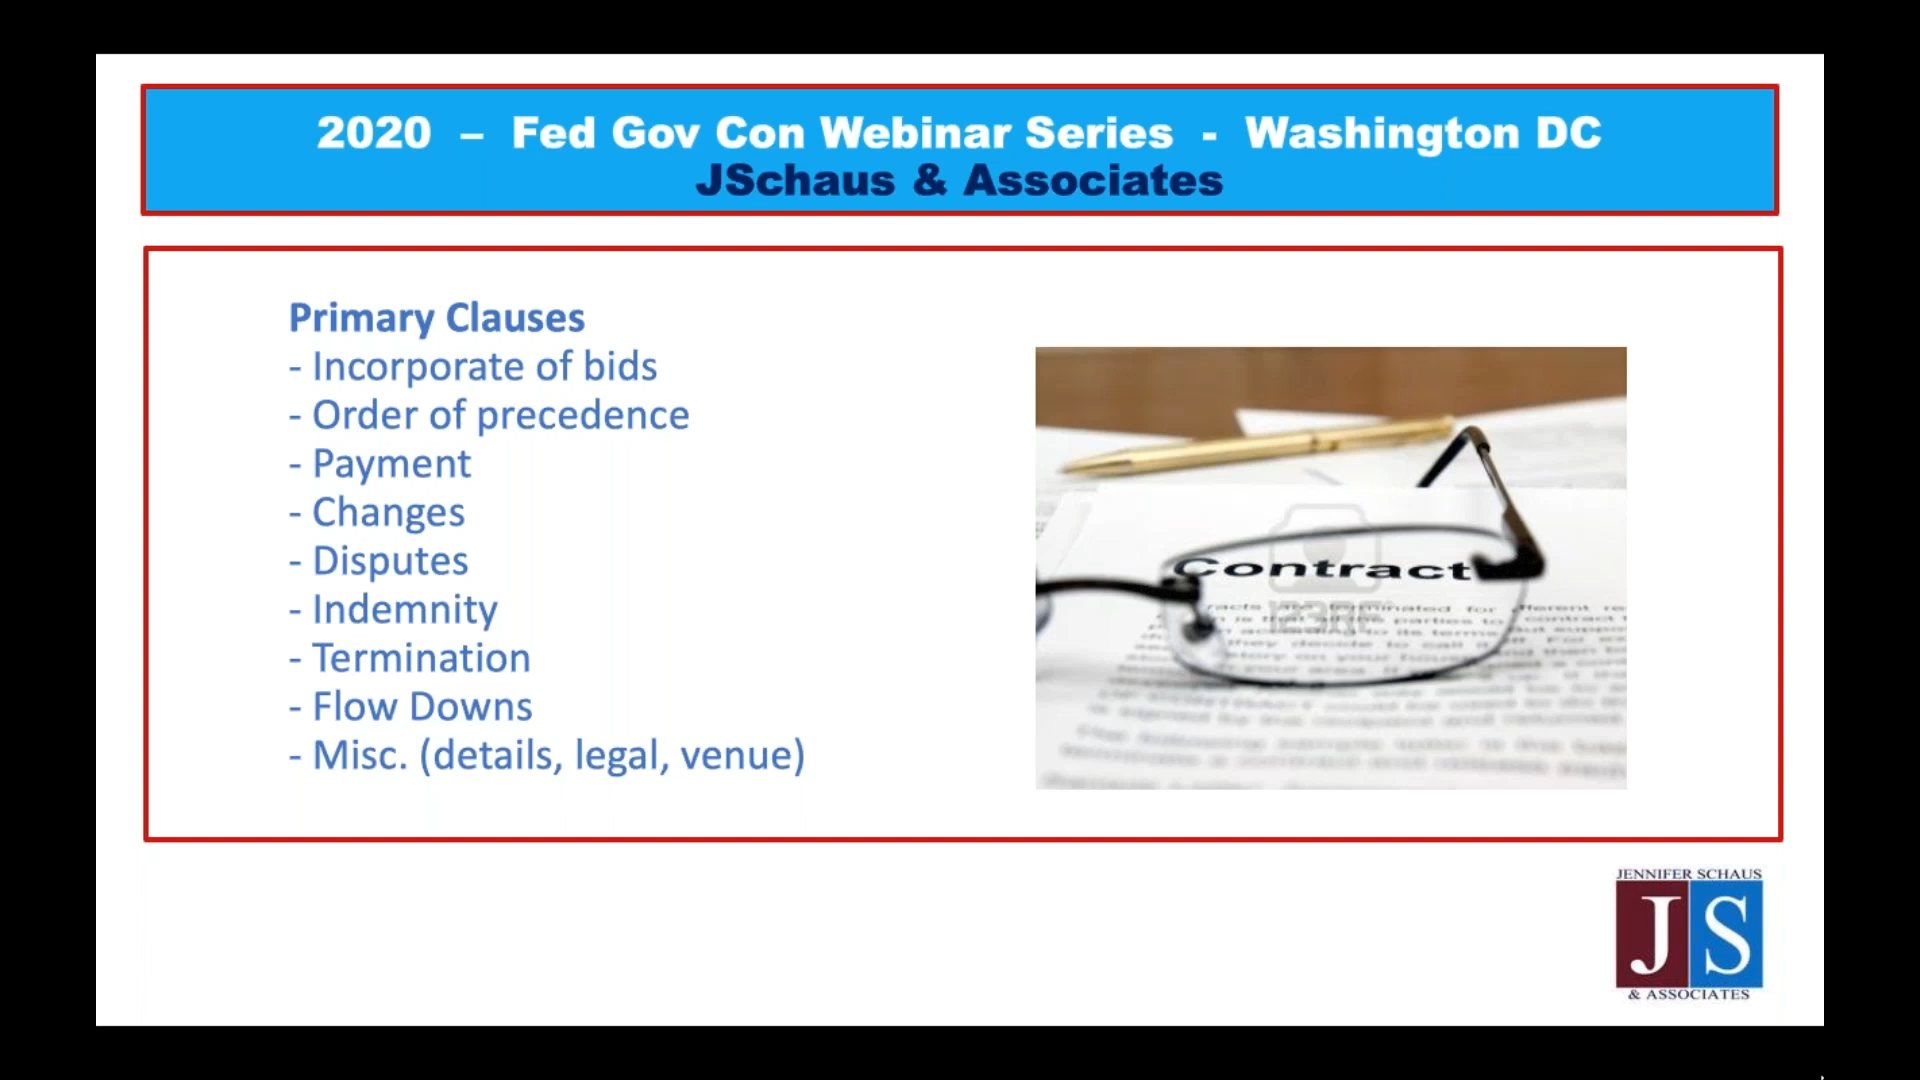 2020 – Fed Gov Con Webinar Series - Washington DC
JSchaus & Associates
Primary Clauses
- Incorporate of bids
- Order of precedence
- Payment
- Changes
- Disputes
- Indemnity
- Termination
- Flow Downs
- Misc. (details, legal, venue)
Contract
123RF
JENNIFER SCHAUS
JS
& ASSOCIATES